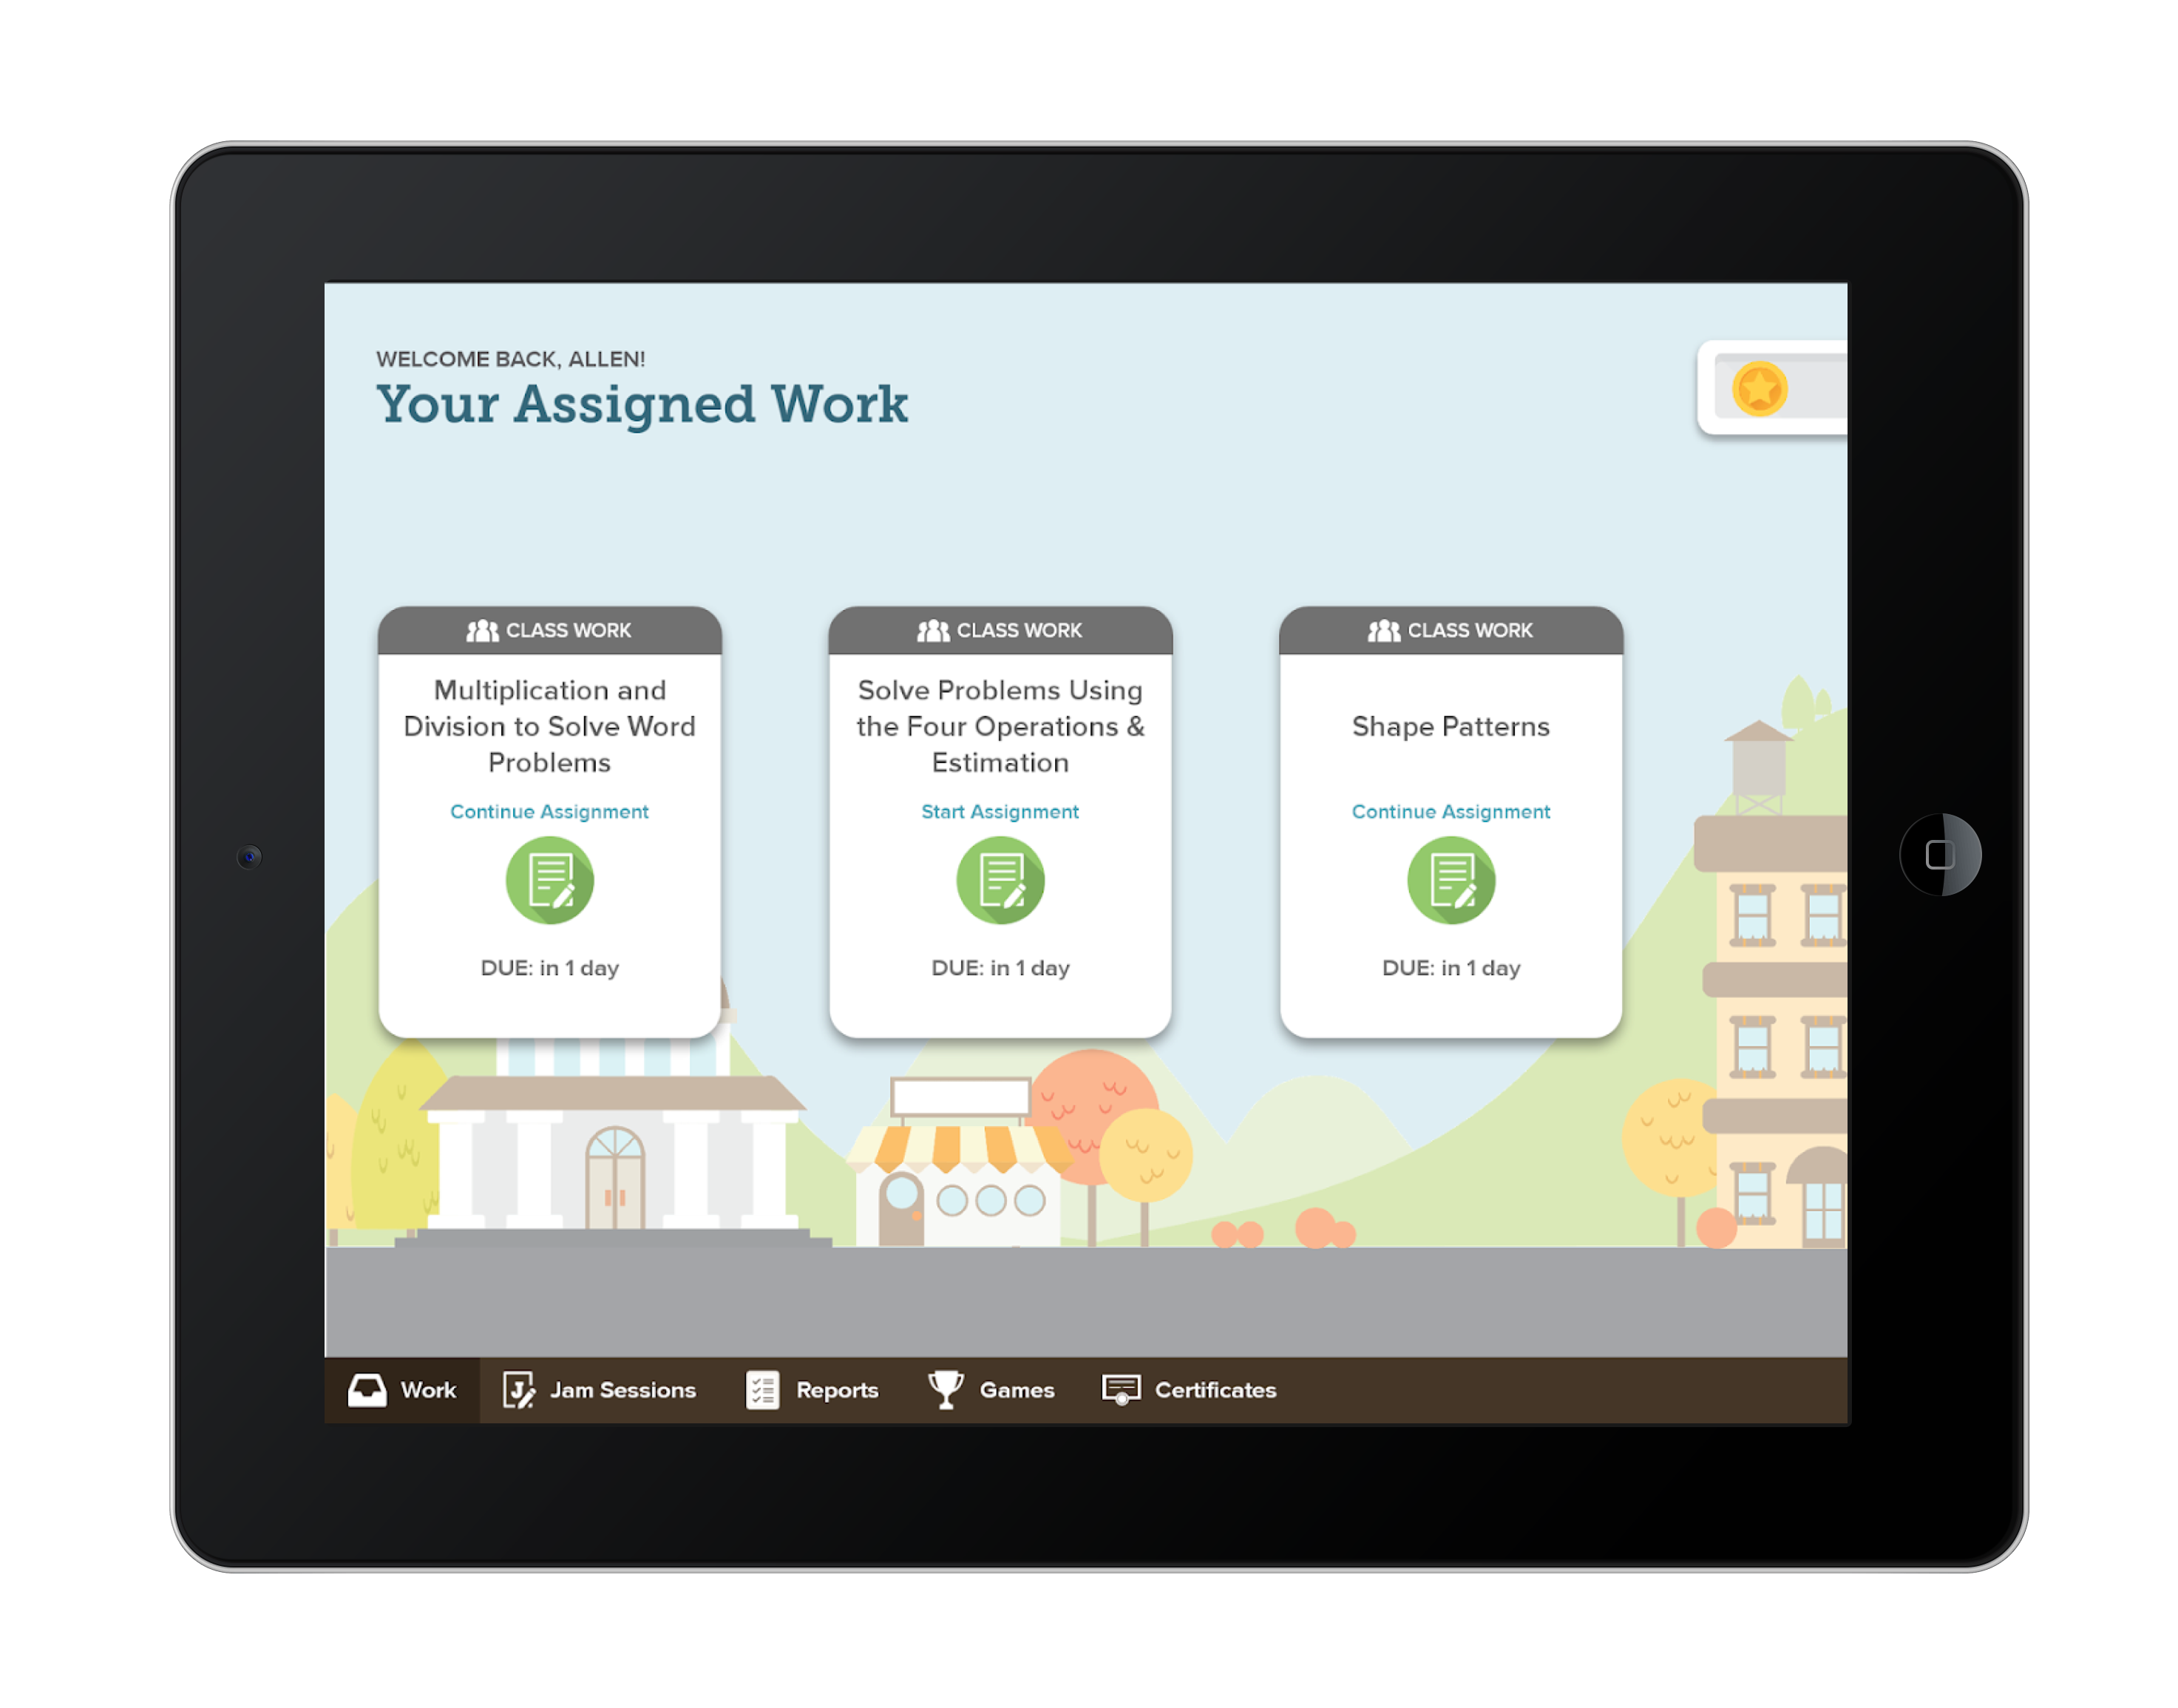 WELCOME BACK, ALLEN!
Your Assigned Work
CLASS WORK
Multiplication and
Division to Solve Word
Problems
Continue Assignment
DUE: in 1 day
CLASS WORK
Solve Problems Using
the Four Operations &
Estimation
Start Assignment
DUE: in 1 day
CLASS WORK
Shape Patterns
Continue Assignment
DUE: in 1 day
Work
J
Jam Sessions
Reports
Games
Certificates